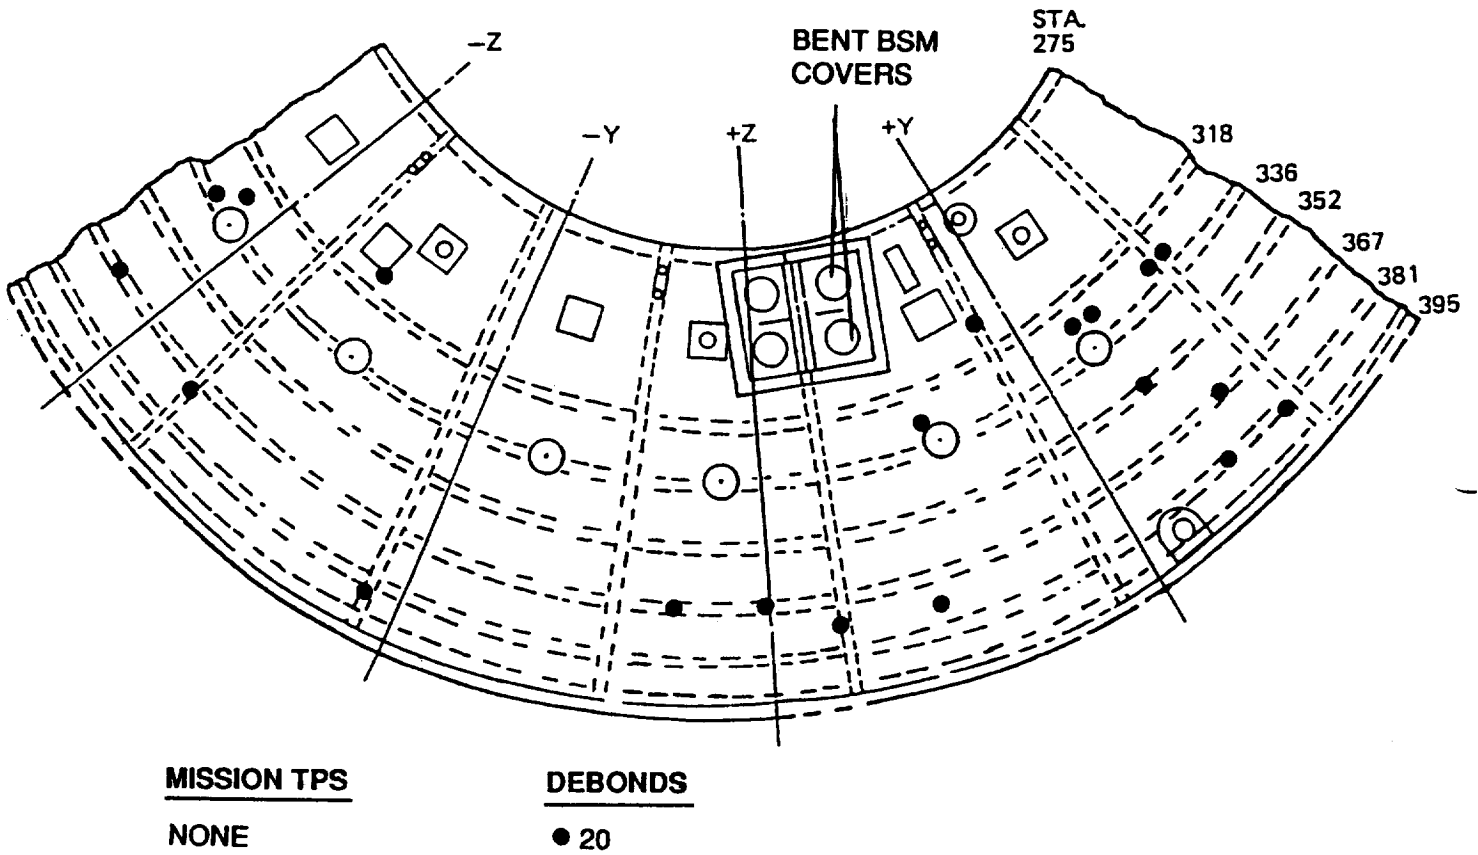 STA.
275
BENT BSM
COVERS
–Z
–Y
+Z
+Y
318
336
352
367
381
395
MISSION TPS
DEBONDS
NONE
● 20